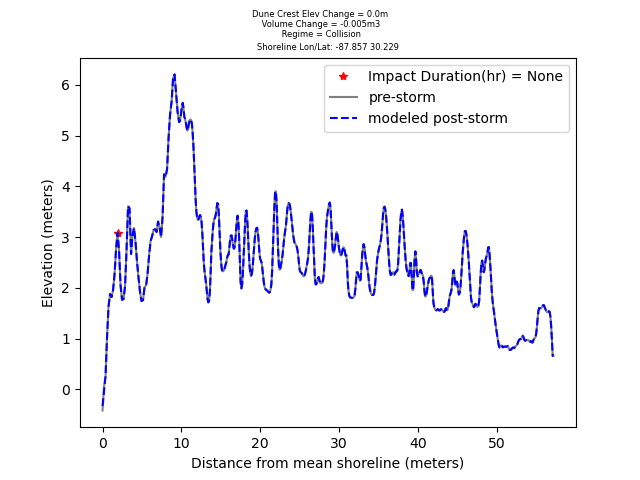 Dune Crest Elev Change = 0.0m
Volume Change = -0.005m3
Regime = Collision
Shoreline Lon/Lat: -87.857 30.229
Impact Duration(hr) = None
pre-storm
modeled post-storm
6
5
4
3
2
1
0
Elevation (meters)
0 10 20 30 40 50
Distance from mean shoreline (meters)